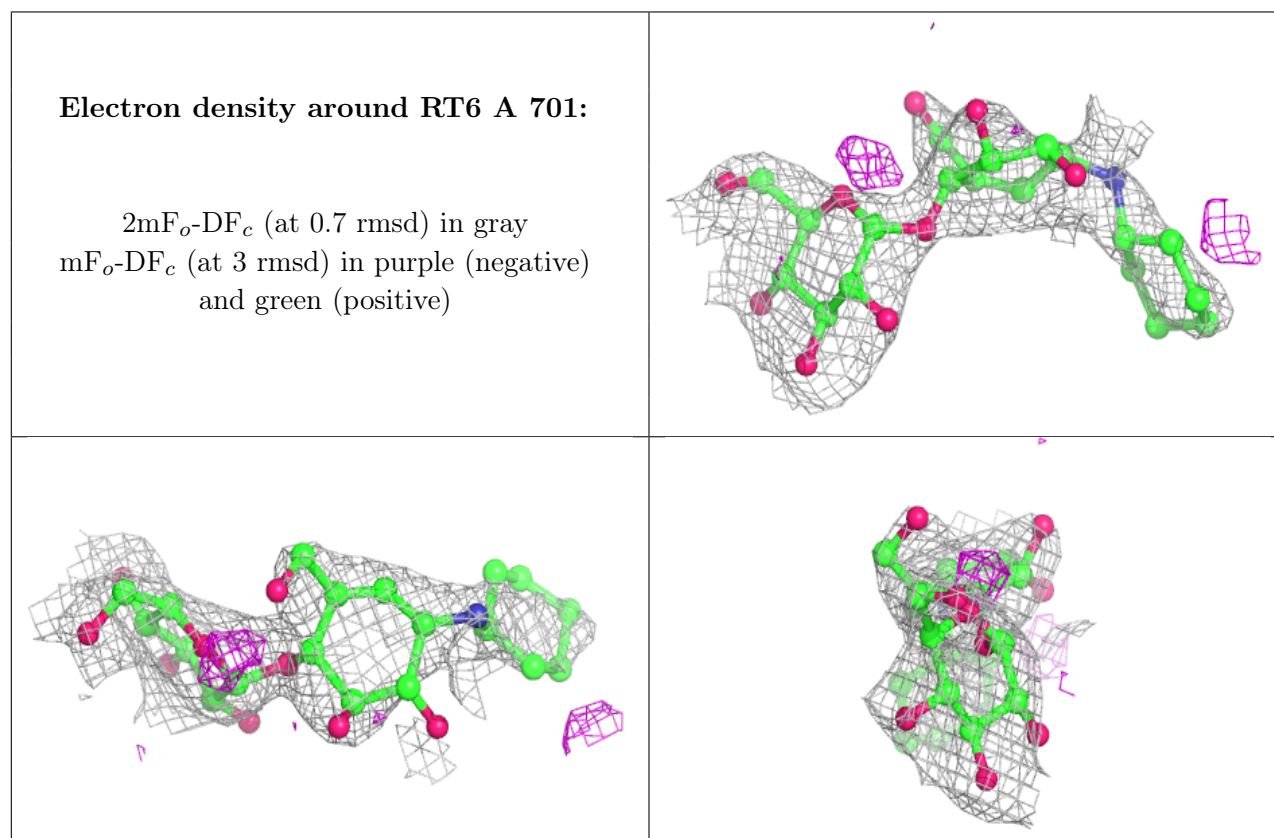 Electron density around RT6 A 701:
2mFo-DFc (at 0.7 rmsd) in gray
mFo-DFc (at 3 rmsd) in purple (negative)
and green (positive)